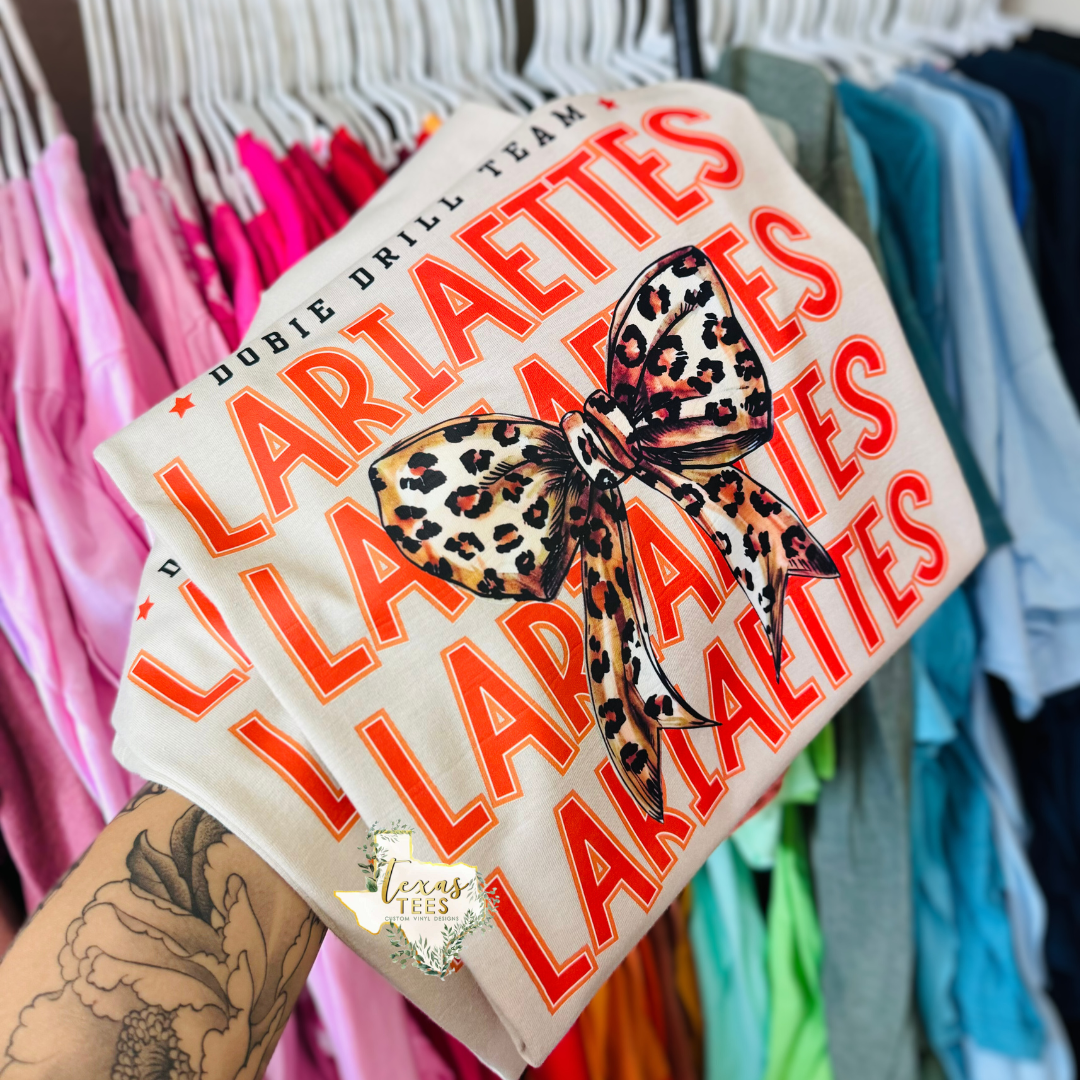 ★ DOBIE DRILL TEAM ★
LARIAETTES
LARIAETTES
LARIAETTES
LARIAETTES
D
L
L
texas
TEES
CUSTOM VINYL DESIGNS